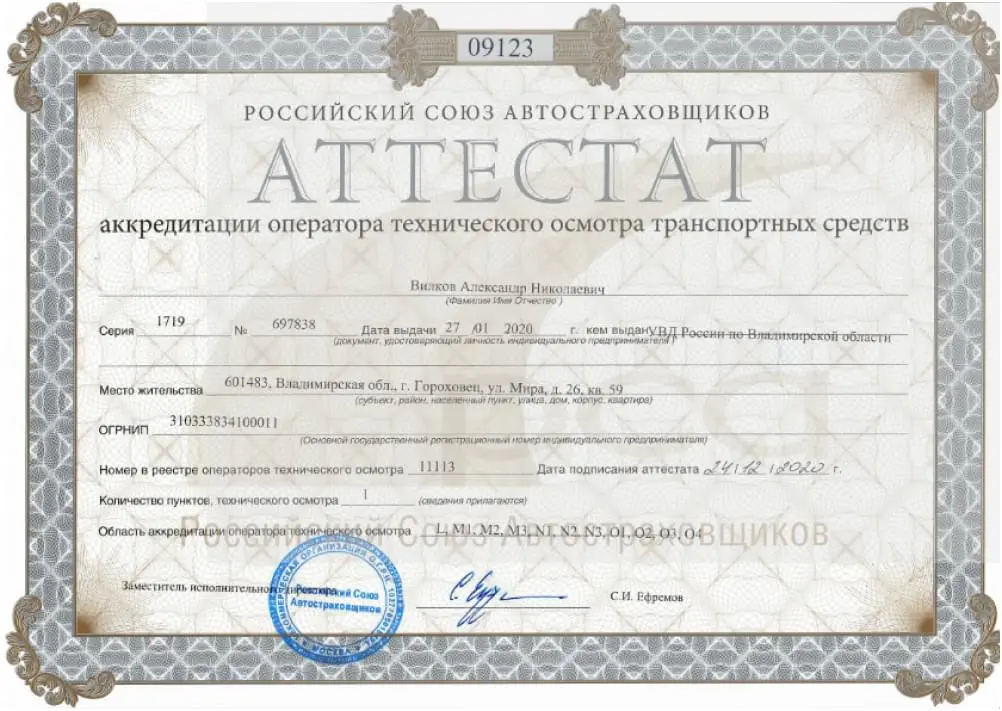 09123
РОССИЙСКИЙ СОЮЗ АВТОСТРАХОВЩИКОВ
АТТЕСТАТ
аккредитации оператора технического осмотра транспортных средств
Вилков Александр Николаевич
(Фамилия Имя Отчество)
Серия 1719 № 697838 Дата выдачи 27 /01 2020 г. кем выдан УВД России по Владимирской области
(документ, удостоверяющий личность индивидуального предпринимателя)
Место жительства 601483, Владимирская обл., г. Гороховец, ул. Мира, д. 26, кв. 59
(субъект, район, населенный пункт, улица, дом, корпус, квартира)
ОГРНИП 310333834100011
(Основной государственный регистрационный номер индивидуального предпринимателя)
Номер в реестре операторов технического осмотра 11113 Дата подписания аттестата 24 / 12 / 2020 г.
Количество пунктов, технического осмотра 1 (сведения прилагаются)
Область аккредитации оператора технического осмотра L, M1, M2, M3, N1, N2, N3, O1, O2, O3, O4
Российский Союз Автостраховщиков
Заместитель исполнительного директора
Российский Союз
Автостраховщиков
МОСКВА
С.И. Ефремов